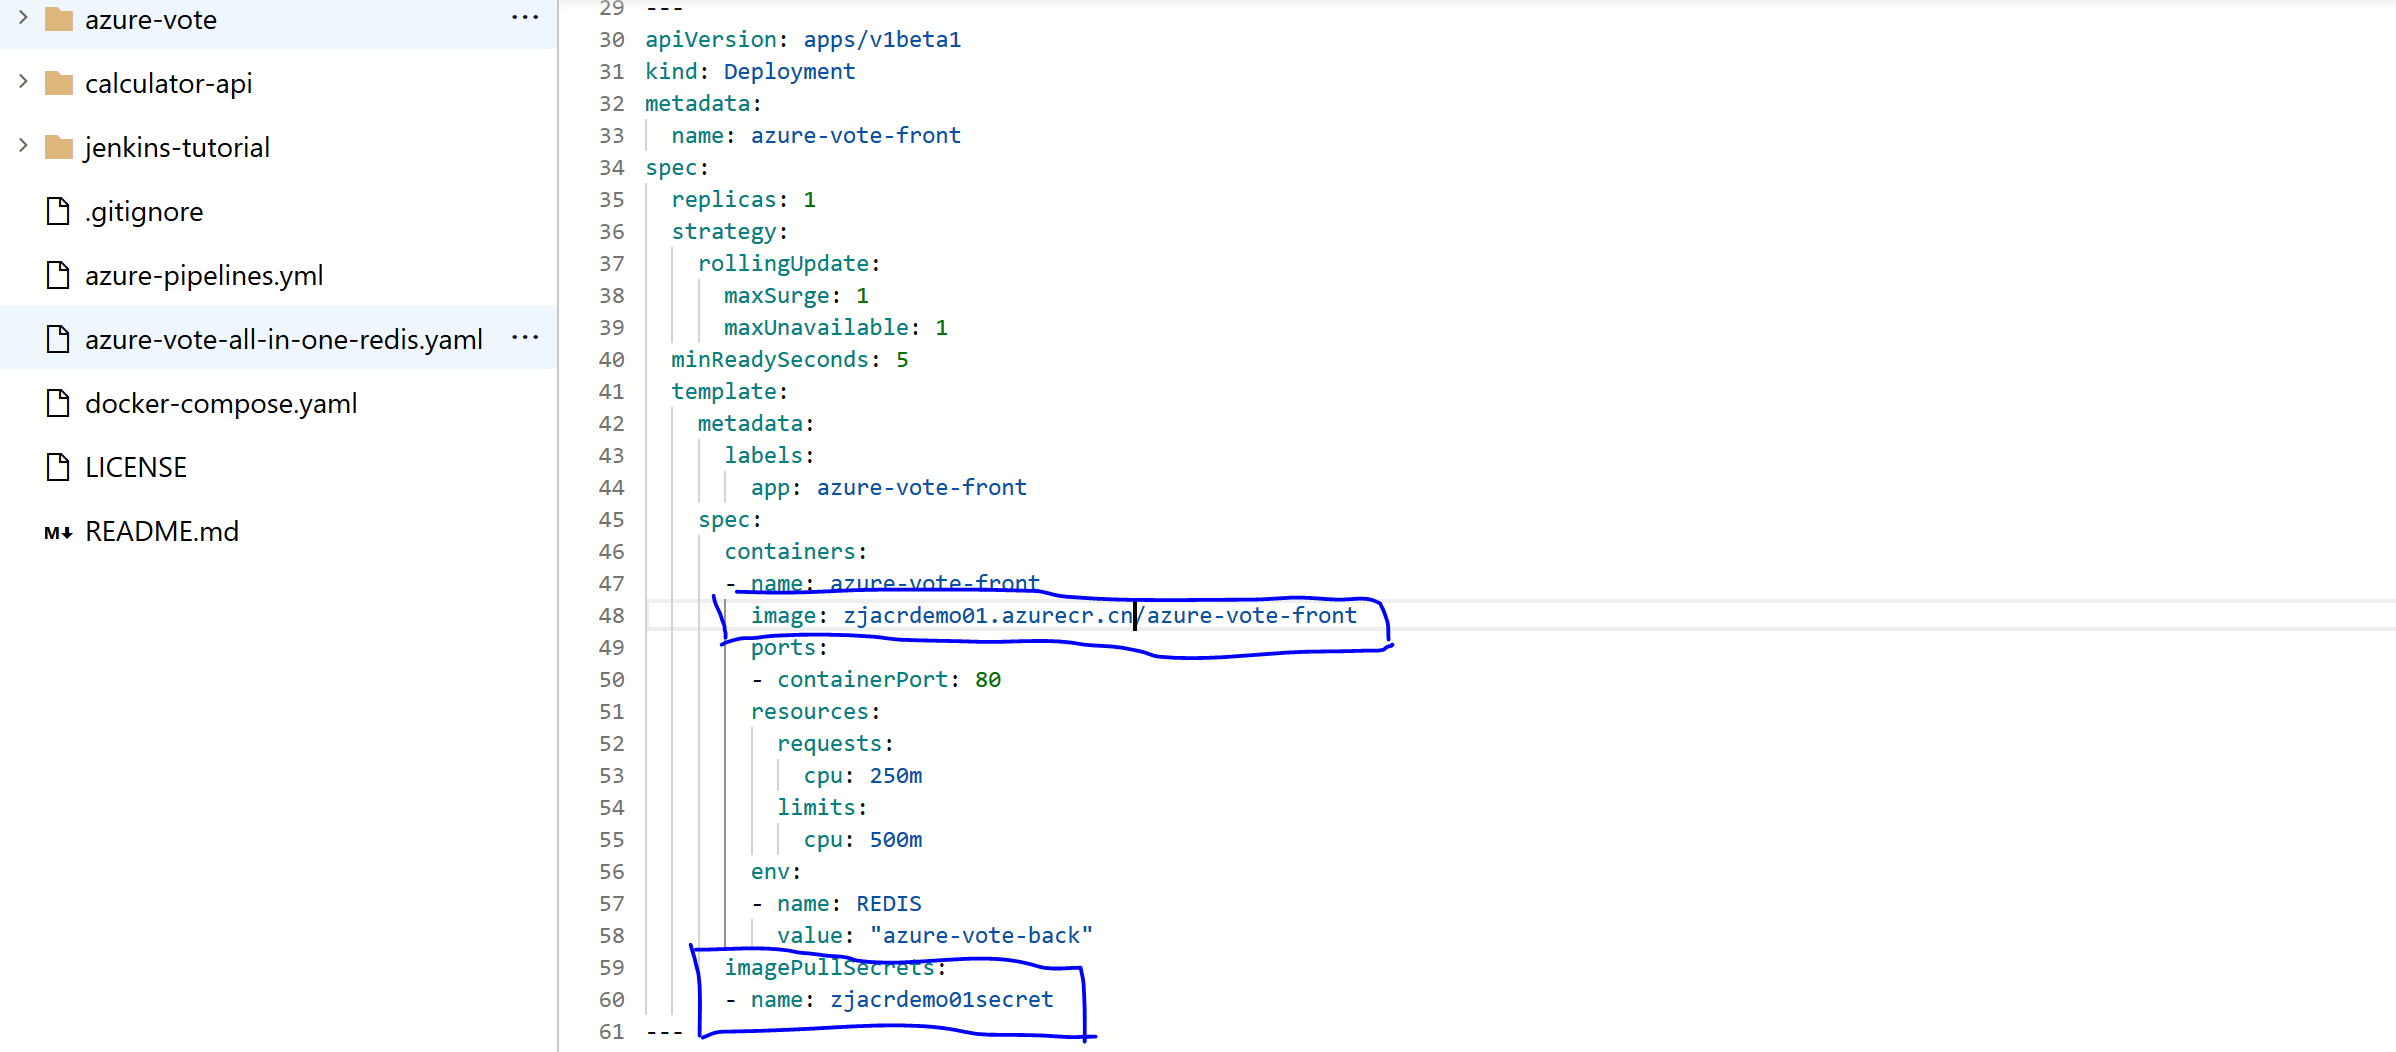 azure-vote ...
calculator-api
jenkins-tutorial
.gitignore
azure-pipelines.yml
azure-vote-all-in-one-redis.yaml ...
docker-compose.yaml
LICENSE
M↓ README.md
29 ---
30 apiVersion: apps/v1beta1
31 kind: Deployment
32 metadata:
33   name: azure-vote-front
34 spec:
35   replicas: 1
36   strategy:
37     rollingUpdate:
38       maxSurge: 1
39       maxUnavailable: 1
40   minReadySeconds: 5
41   template:
42     metadata:
43       labels:
44         app: azure-vote-front
45     spec:
46       containers:
47       - name: azure-vote-front
48         image: zjacrdemo01.azurecr.cn/azure-vote-front
49         ports:
50         - containerPort: 80
51         resources:
52           requests:
53             cpu: 250m
54           limits:
55             cpu: 500m
56         env:
57         - name: REDIS
58           value: "azure-vote-back"
59       imagePullSecrets:
60       - name: zjacrdemo01secret
61 ---